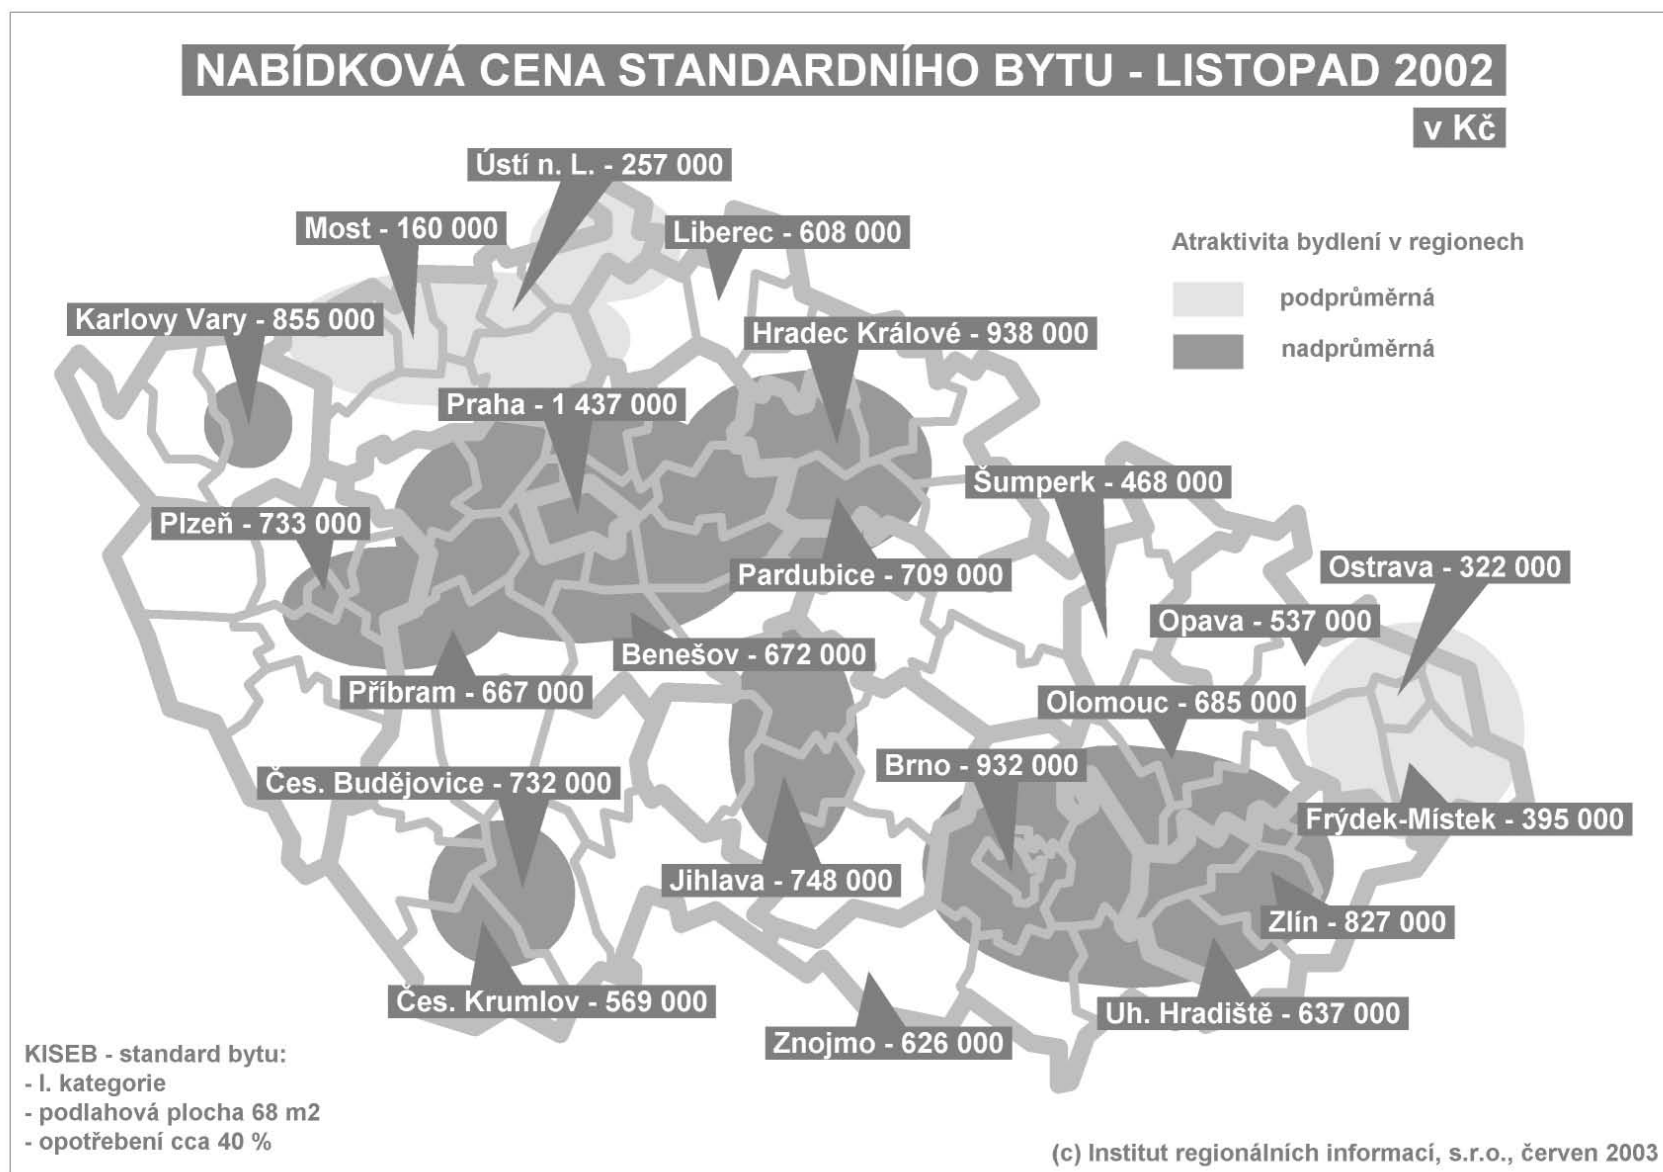 NABÍDKOVÁ CENA STANDARDNÍHO BYTU - LISTOPAD 2002
v Kč
Ústí n. L. - 257 000
Most - 160 000
Liberec - 608 000
Atraktivita bydlení v regionech
podprůměrná
nadprůměrná
Karlovy Vary - 855 000
Hradec Králové - 938 000
Praha - 1 437 000
Šumperk - 468 000
Plzeň - 733 000
Ostrava - 322 000
Pardubice - 709 000
Opava - 537 000
Benešov - 672 000
Příbram - 667 000
Olomouc - 685 000
Brno - 932 000
Čes. Budějovice - 732 000
Frýdek-Místek - 395 000
Jihlava - 748 000
Zlín - 827 000
Čes. Krumlov - 569 000
Uh. Hradiště - 637 000
Znojmo - 626 000
KISEB - standard bytu:
- I. kategorie
- podlahová plocha 68 m2
- opotřebení cca 40 %
(c) Institut regionálních informací, s.r.o., červen 2003